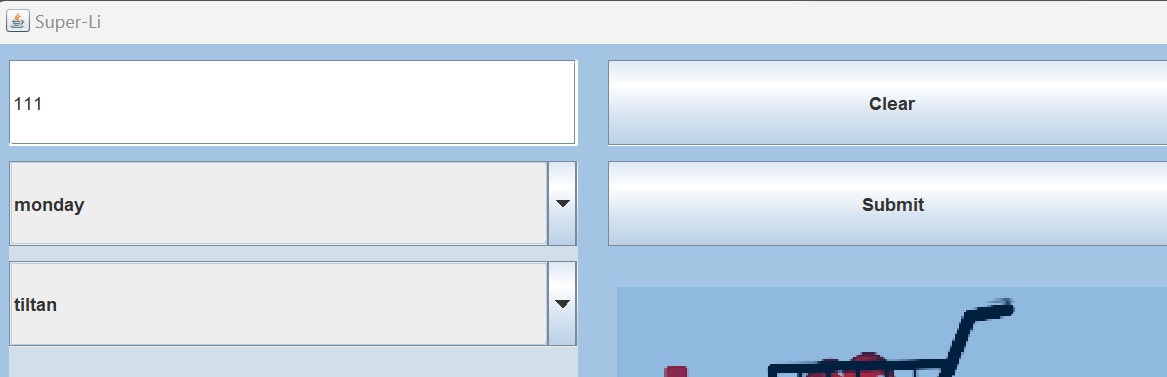 Super-Li
111
Clear
monday
Submit
tiltan